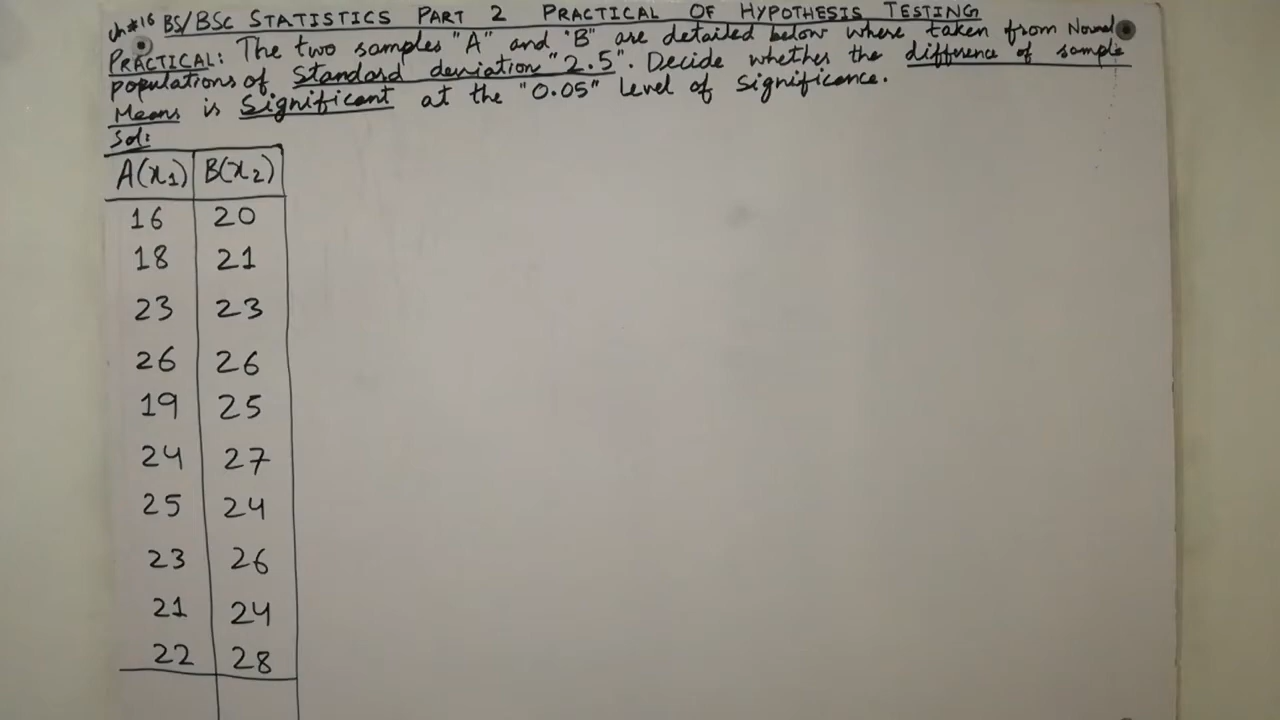 Ch#16 BS/BSc STATISTICS PART 2 PRACTICAL OF HYPOTHESIS TESTING
PRACTICAL: The two samples "A" and "B" are detailed below where taken from Normal
populations of Standard deviation "2.5". Decide whether the difference of sample
Means is Significant at the "0.05" level of Significance.
Sol:
A(x1) B(x2)
16 20
18 21
23 23
26 26
19 25
24 27
25 24
23 26
21 24
22 28